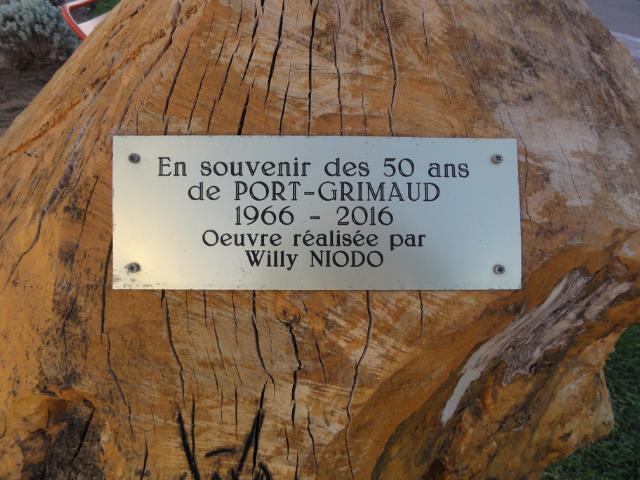 En souvenir des 50 ans
de PORT-GRIMAUD
1966 - 2016
Oeuvre réalisée par
Willy NIODO